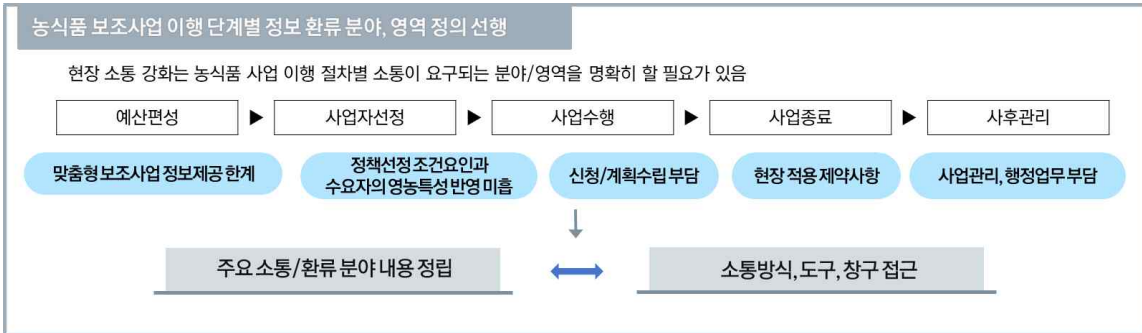 농식품 보조사업 이행 단계별 정보 환류 분야, 영역 정의 선행
현장 소통 강화는 농식품 사업 이행 절차별 소통이 요구되는 분야/영역을 명확히 할 필요가 있음
예산편성 ▶ 사업자선정 ▶ 사업수행 ▶ 사업종료 ▶ 사후관리
맞춤형 보조사업 정보제공 한계
정책선정 조건요인과
수요자의 영농특성 반영 미흡
신청/계획수립 부담
현장 적용 제약사항
사업관리, 행정업무 부담
주요 소통/환류 분야 내용 정립
소통방식, 도구, 창구 접근